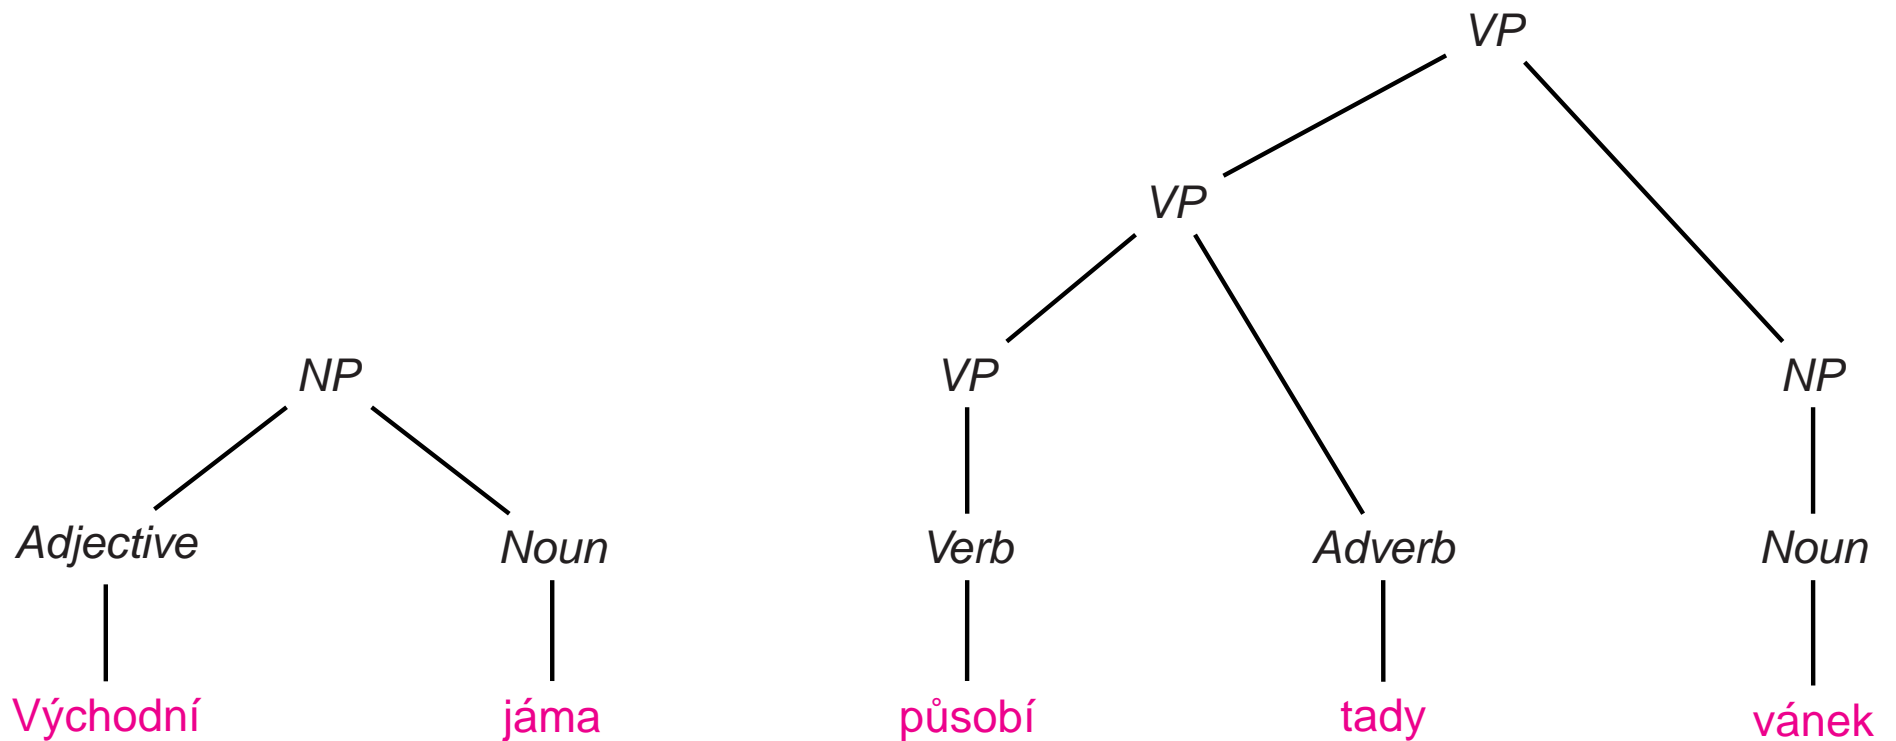 VP
VP
NP VP NP
Adjective Noun Verb Adverb Noun
Východní jáma působí tady vánek